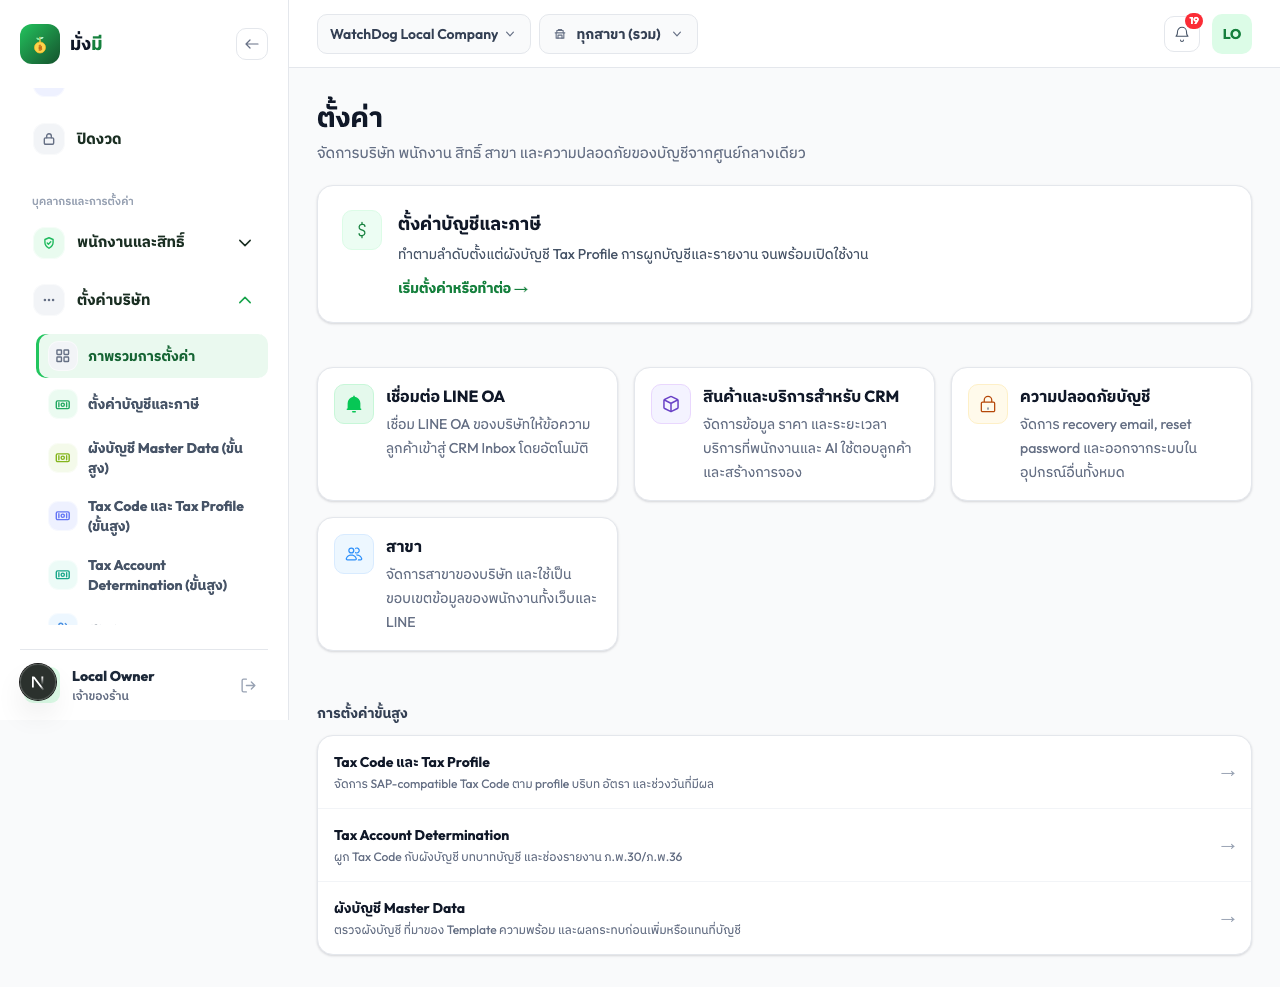 มั่งมี
WatchDog Local Company
ทุกสาขา (รวม)
19
LO
ปิดงวด
บุคลากรและการตั้งค่า
พนักงานและสิทธิ์
ตั้งค่าบริษัท
ภาพรวมการตั้งค่า
ตั้งค่าบัญชีและภาษี
ผังบัญชี Master Data (ขั้น
สูง)
Tax Code และ Tax Profile
(ขั้นสูง)
Tax Account
Determination (ขั้นสูง)
N
Local Owner
เจ้าของร้าน
ตั้งค่า
จัดการบริษัท พนักงาน สิทธิ์ สาขา และความปลอดภัยของบัญชีจากศูนย์กลางเดียว
ตั้งค่าบัญชีและภาษี
ทำตามลำดับตั้งแต่ผังบัญชี Tax Profile การผูกบัญชีและรายงาน จนพร้อมเปิดใช้งาน
เริ่มตั้งค่าหรือทำต่อ →
เชื่อมต่อ LINE OA
เชื่อม LINE OA ของบริษัทให้ข้อความ
ลูกค้าเข้าสู่ CRM Inbox โดยอัตโนมัติ
สินค้าและบริการสำหรับ CRM
จัดการข้อมูล ราคา และระยะเวลา
บริการที่พนักงานและ AI ใช้ตอบลูกค้า
และสร้างการจอง
ความปลอดภัยบัญชี
จัดการ recovery email, reset
password และออกจากระบบใน
อุปกรณ์อื่นทั้งหมด
สาขา
จัดการสาขาของบริษัท และใช้เป็น
ขอบเขตข้อมูลของพนักงานทั้งเว็บและ
LINE
การตั้งค่าขั้นสูง
Tax Code และ Tax Profile
จัดการ SAP-compatible Tax Code ตาม profile บริบท อัตรา และช่วงวันที่มีผล
→
Tax Account Determination
ผูก Tax Code กับผังบัญชี บทบาทบัญชี และช่องรายงาน ภ.พ.30/ภ.พ.36
→
ผังบัญชี Master Data
ตรวจผังบัญชี ที่มาของ Template ความพร้อม และผลกระทบก่อนเพิ่มหรือแทนที่บัญชี
→